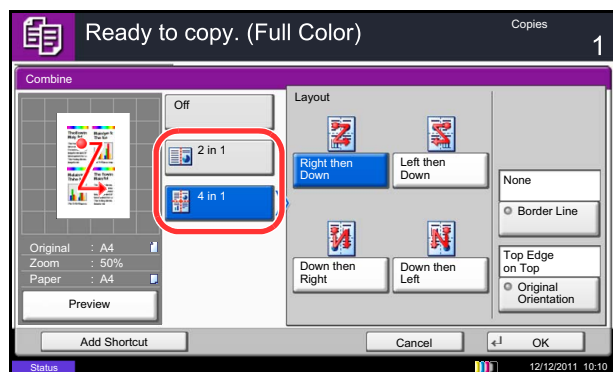 Ready to copy. (Full Color)
Copies
1
Combine
Off
2 in 1
4 in 1
Layout
Right then
Down
Left then
Down
Down then
Right
Down then
Left
None
Border Line
Top Edge
on Top
Original
Orientation
Original : A4
Zoom : 50%
Paper : A4
Preview
Add Shortcut
Cancel
OK
Status
12/12/2011 10:10